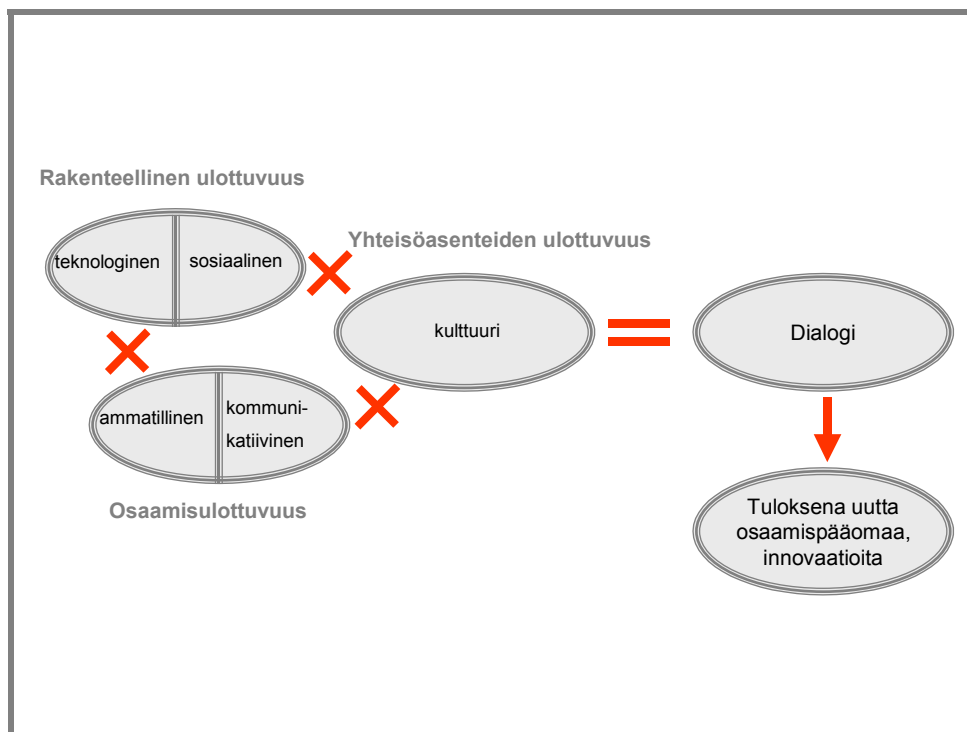 Rakenteellinen ulottuvuus
teknologinen
sosiaalinen
Yhteisöasenteiden ulottuvuus
kulttuuri
Dialogi
ammatillinen
kommuni-
katiivinen
Osaamisulottuvuus
Tuloksena uutta
osaamispääomaa,
innovaatioita